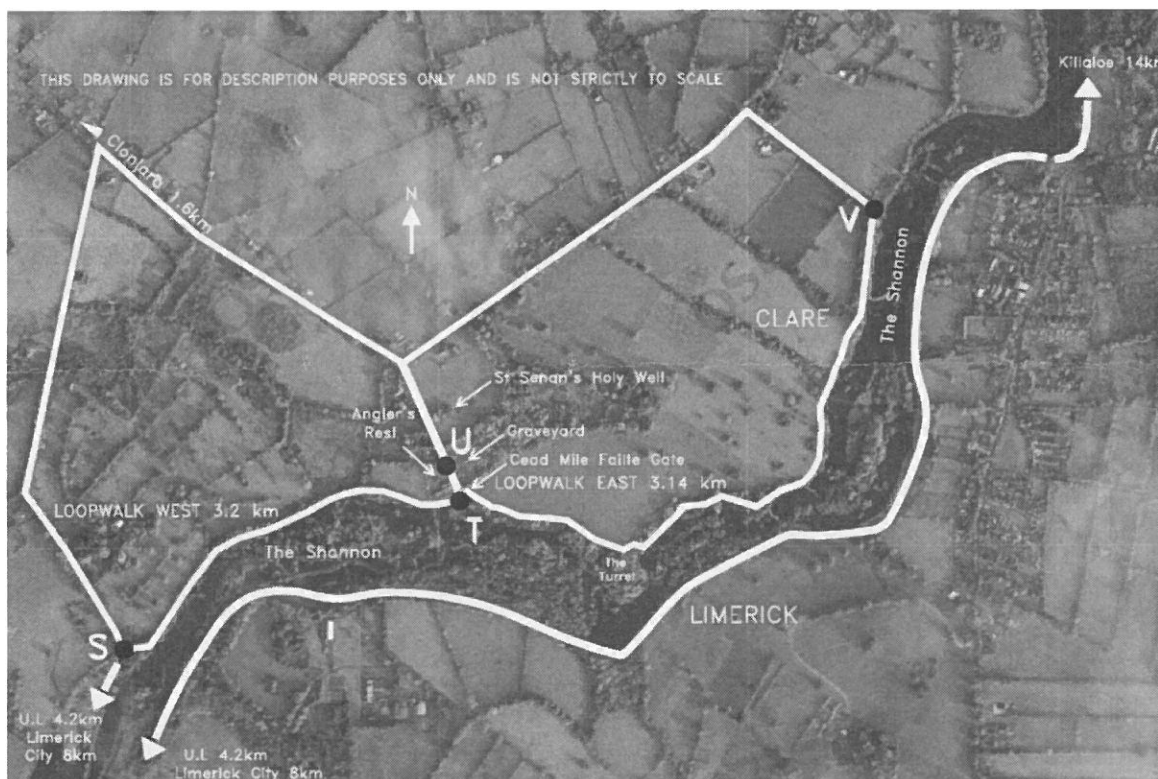 THIS DRAWING IS FOR DESCRIPTION PURPOSES ONLY AND IS NOT STRICTLY TO SCALE
Killaloe 14km
Clonlara 1.6km
N
V
The Shannon
CLARE
St Senan's Holy Well
Angler's
Rest
U
Graveyard
Cead Mile Failte Gate
LOOPWALK EAST 3.14 km
LOOPWALK WEST 3.2 km
T
The Shannon
The
Turret
LIMERICK
S
U.L 4.2km
Limerick
City 8km
U.L 4.2km
Limerick City 8km